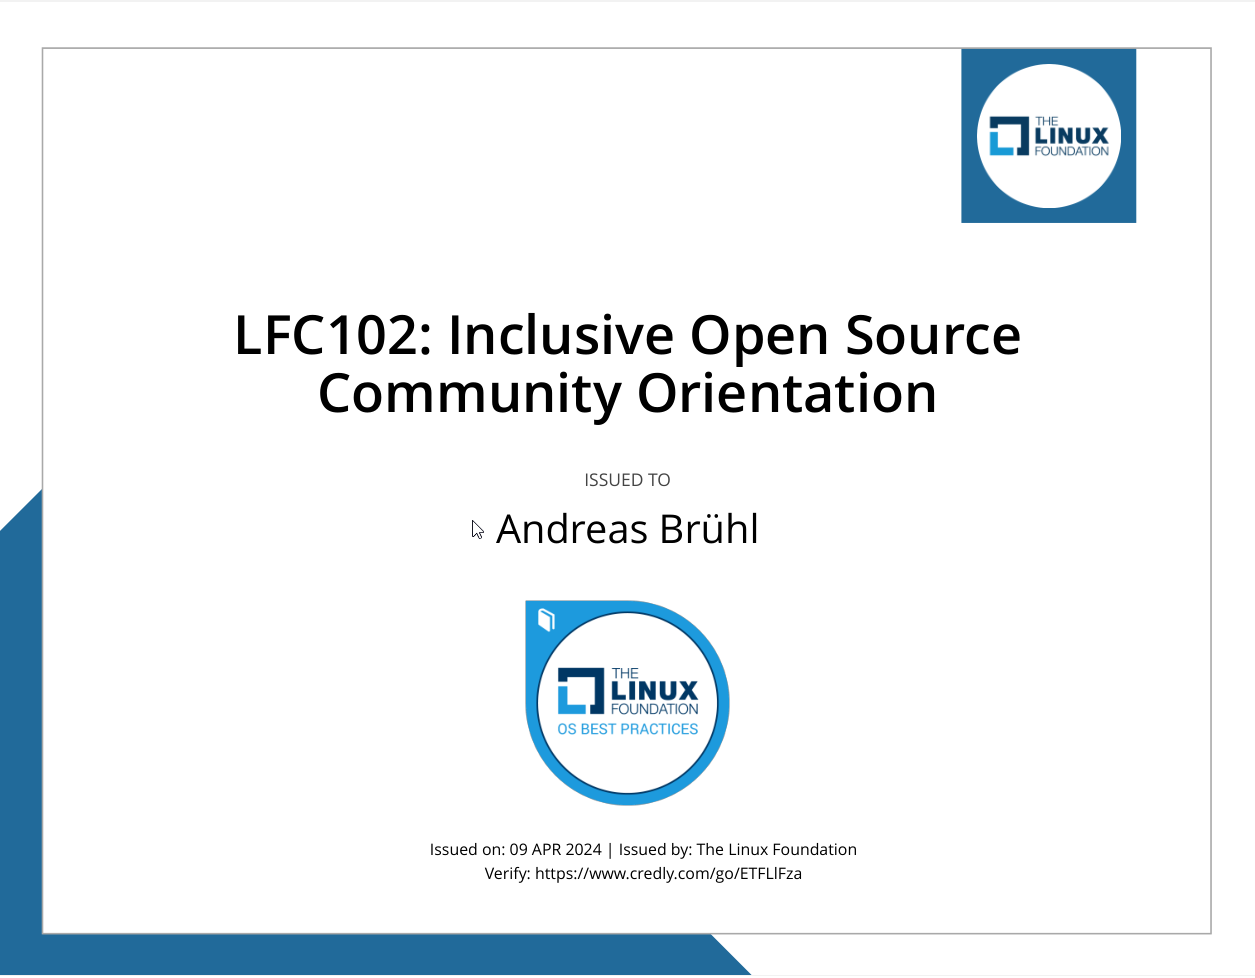 THE
LINUX
FOUNDATION
LFC102: Inclusive Open Source
Community Orientation
ISSUED TO
Andreas Brühl
THE
LINUX
FOUNDATION
OS BEST PRACTICES
Issued on: 09 APR 2024 | Issued by: The Linux Foundation
Verify: https://www.credly.com/go/ETFLlFza